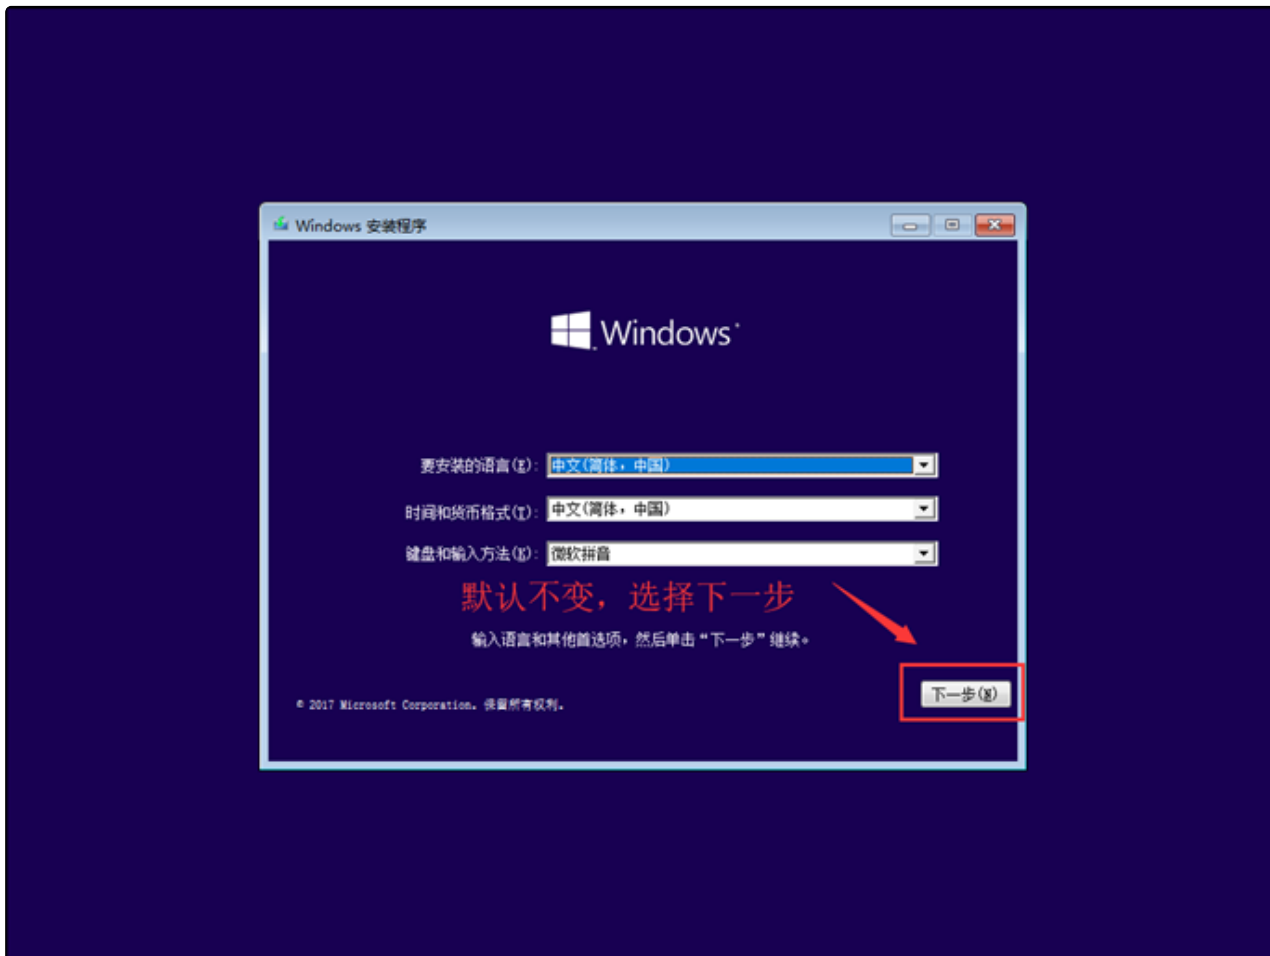 Windows 安装程序
Windows
要安装的语言(E): 中文(简体，中国)
时间和货币格式(T): 中文(简体，中国)
键盘和输入方法(K): 微软拼音
默认不变，选择下一步
输入语言和其他首选项，然后单击“下一步”继续。
下一步(N)
© 2017 Microsoft Corporation。保留所有权利。